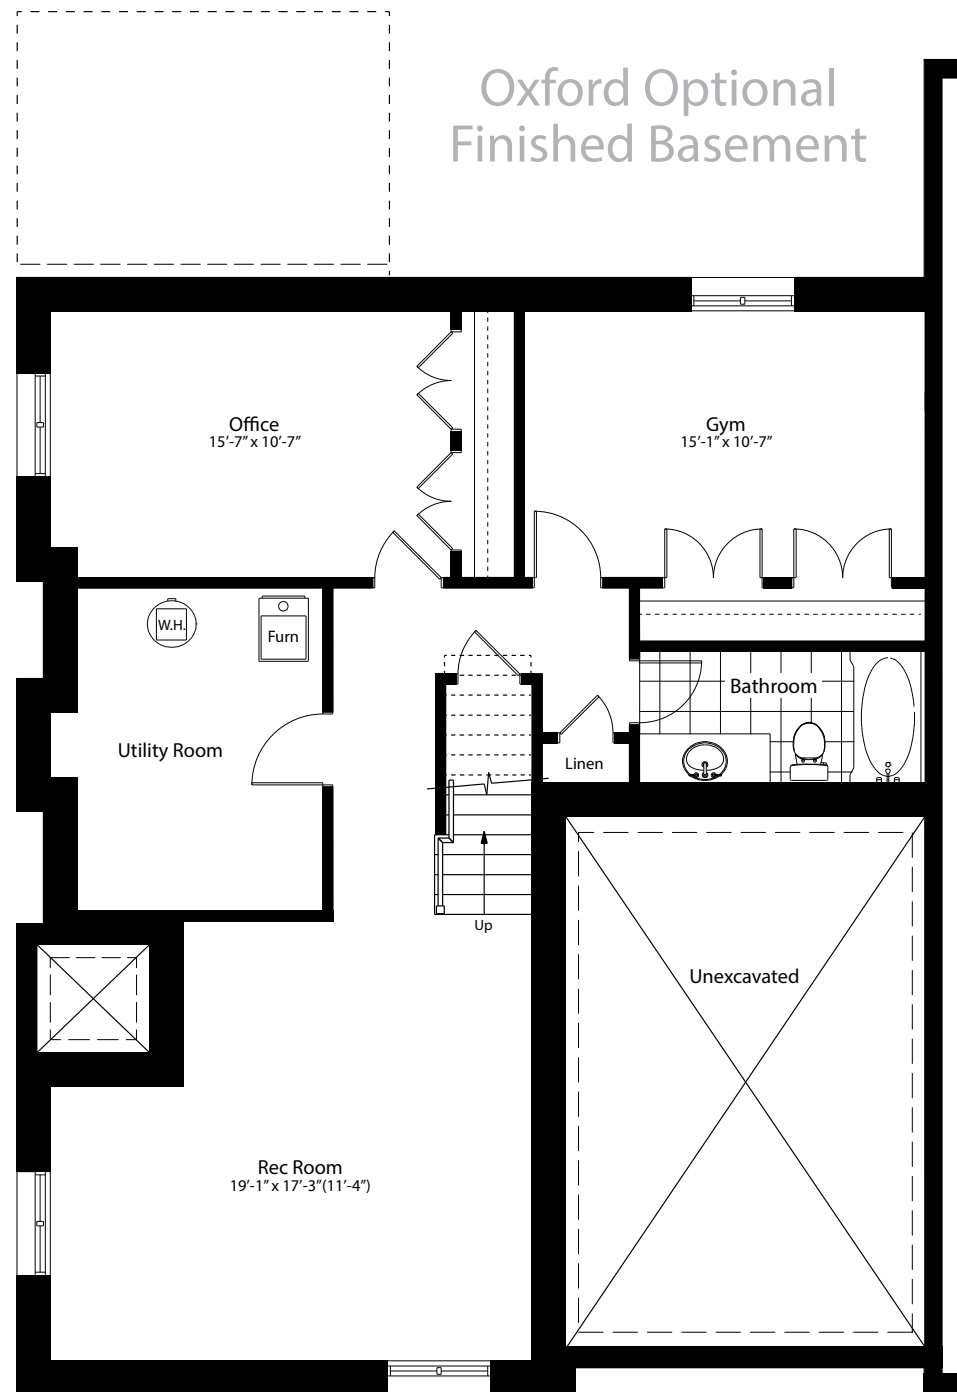 Oxford Optional
Finished Basement
Office
15’-7” x 10’-7”
Gym
15’-1” x 10’-7”
W.H.
Furn
Bathroom
Utility Room
Linen
Up
Unexcavated
Rec Room
19’-1” x 17’-3”(11’-4”)